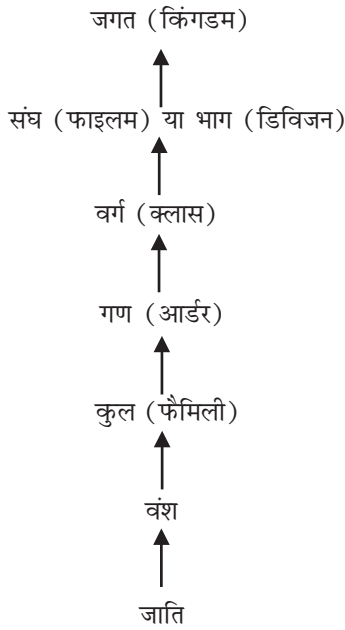 जगत (किंगडम)
संघ (फाइलम) या भाग (डिविजन)
वर्ग (क्लास)
गण (आर्डर)
कुल (फैमिली)
वंश
जाति